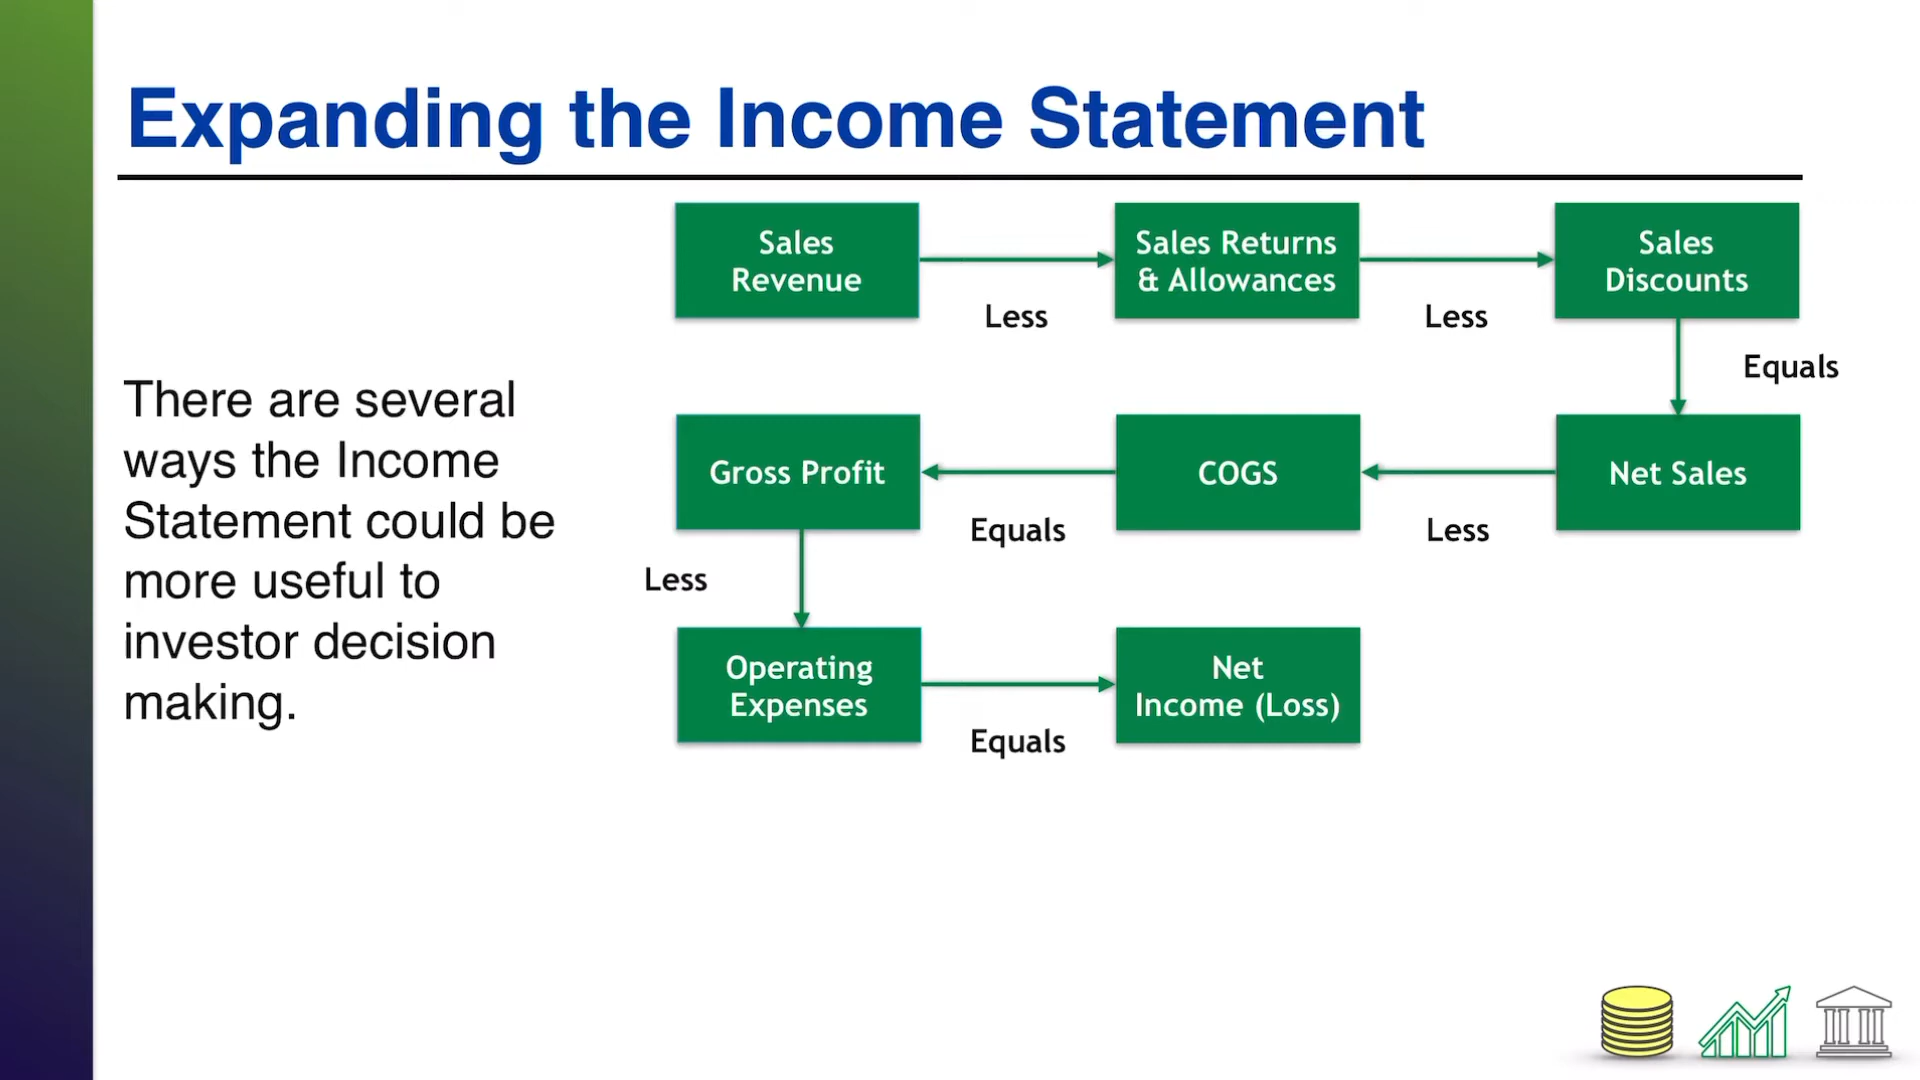 Expanding the Income Statement
There are several
ways the Income
Statement could be
more useful to
investor decision
making.
Sales
Revenue
Less
Sales Returns
& Allowances
Less
Sales
Discounts
Equals
Net Sales
Less
COGS
Equals
Gross Profit
Less
Operating
Expenses
Equals
Net
Income (Loss)